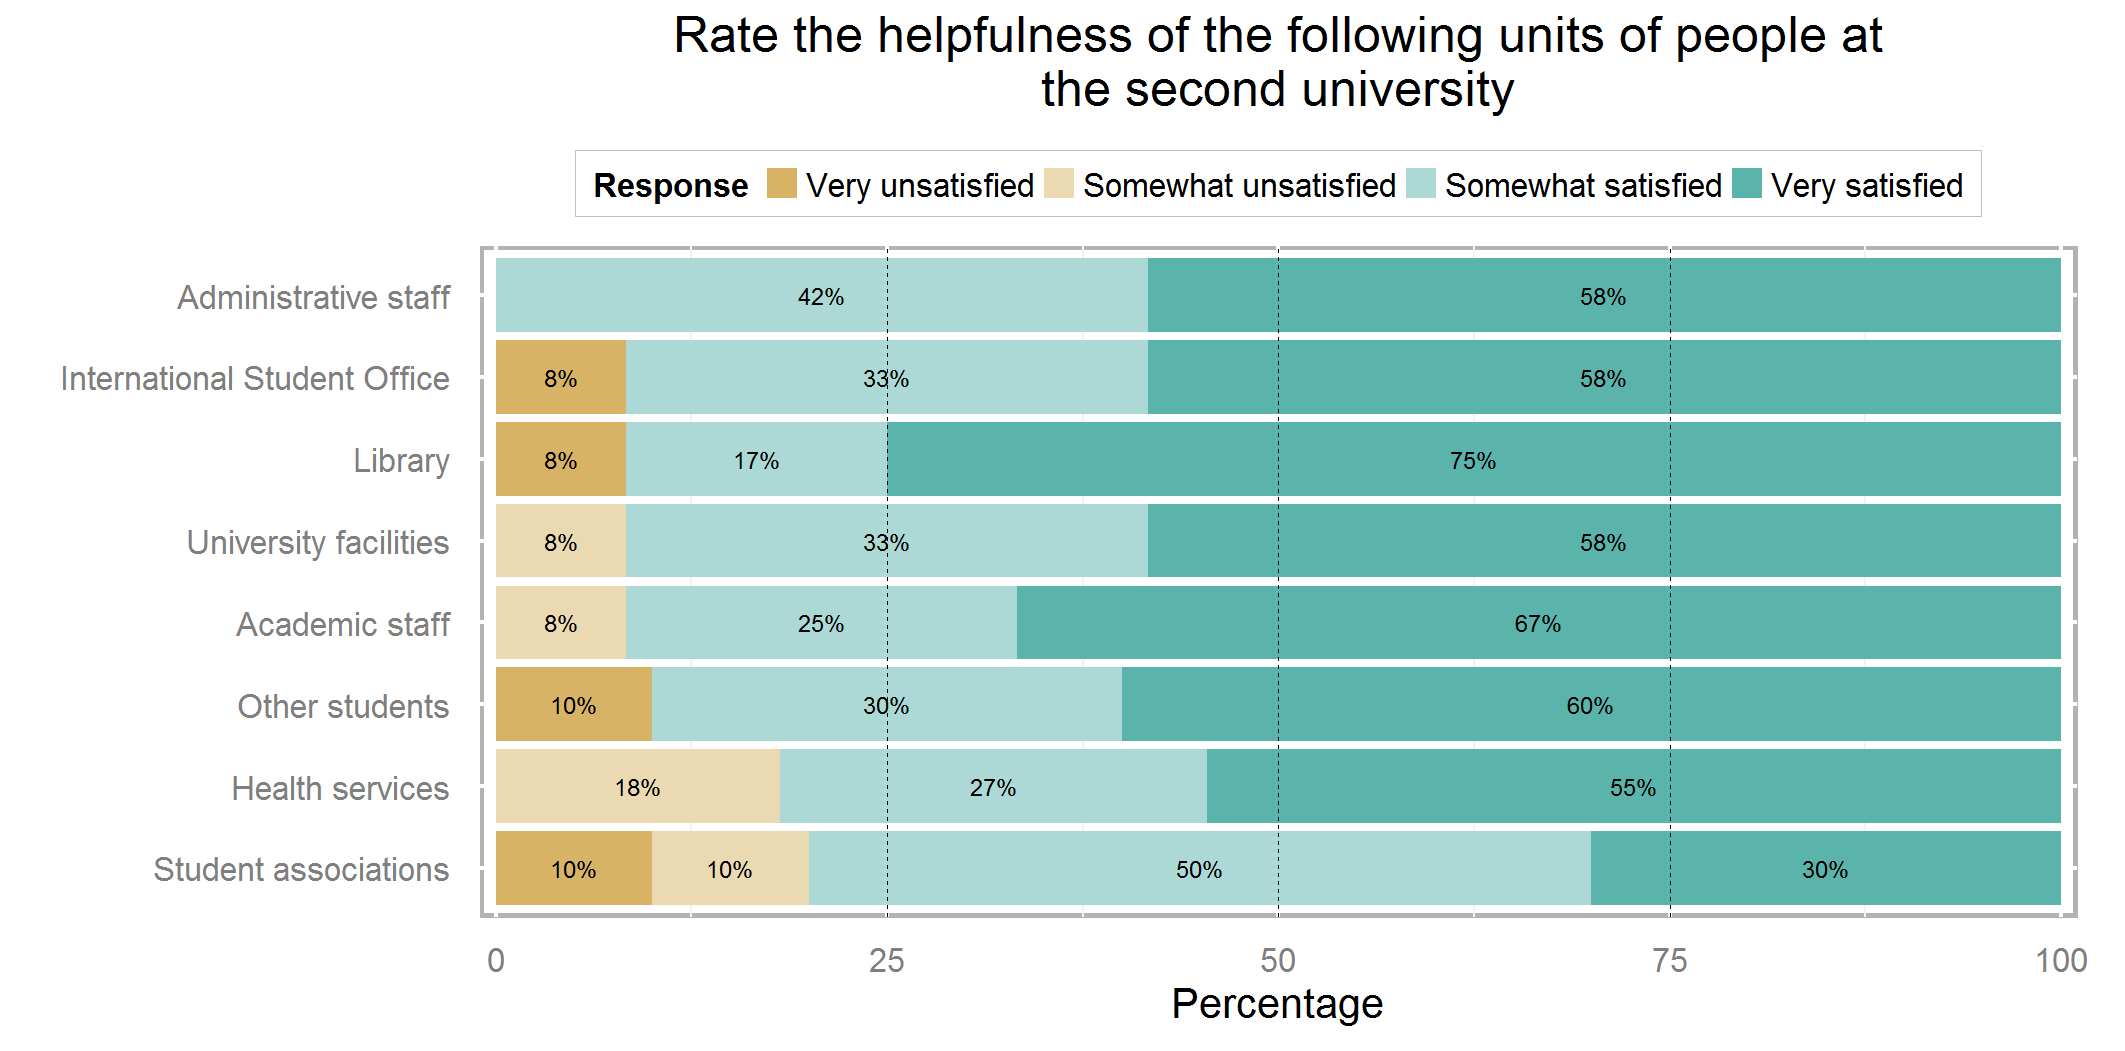 Rate the helpfulness of the following units of people at
the second university
Response Very unsatisfied Somewhat unsatisfied Somewhat satisfied Very satisfied
Administrative staff 42% 58%
International Student Office 8% 33% 58%
Library 8% 17% 75%
University facilities 8% 33% 58%
Academic staff 8% 25% 67%
Other students 10% 30% 60%
Health services 18% 27% 55%
Student associations 10% 10% 50% 30%
0 25 50 75 100
Percentage